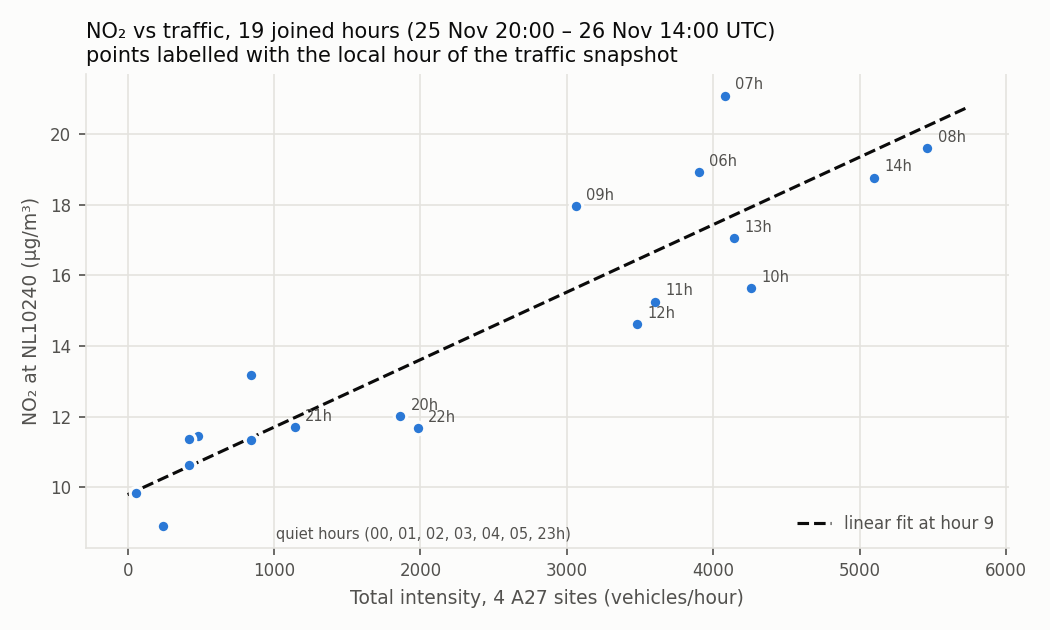 NO₂ vs traffic, 19 joined hours (25 Nov 20:00 – 26 Nov 14:00 UTC)
points labelled with the local hour of the traffic snapshot
NO₂ at NL10240 (µg/m³)
20
18
16
14
12
10
07h
08h
06h
14h
09h
13h
10h
11h
12h
20h
21h
22h
quiet hours (00, 01, 02, 03, 04, 05, 23h)
linear fit at hour 9
0
1000
2000
3000
4000
5000
6000
Total intensity, 4 A27 sites (vehicles/hour)